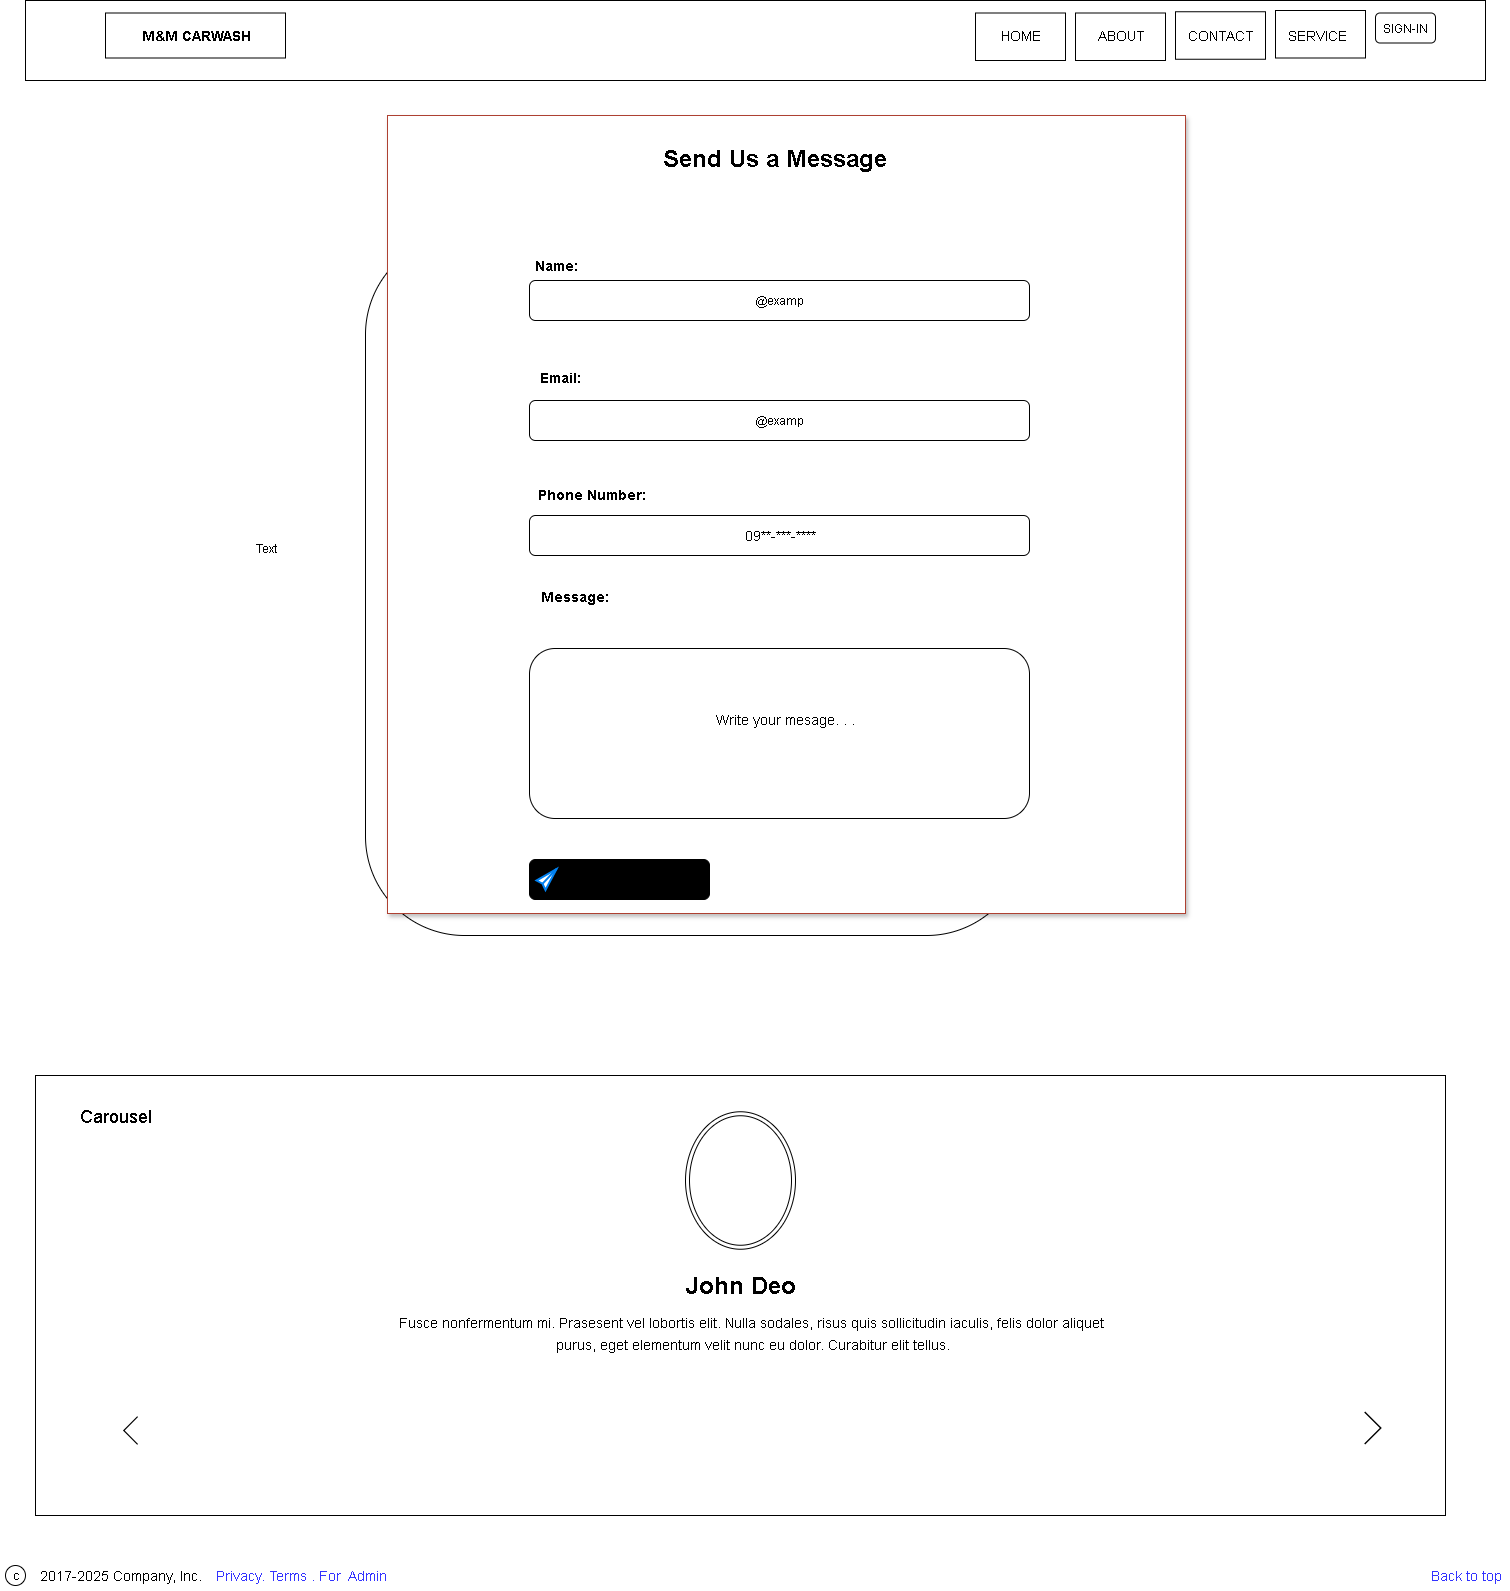 M&M CARWASH
HOME
ABOUT
CONTACT
SERVICE
SIGN-IN
Send Us a Message
Name:
@examp
Email:
@examp
Phone Number:
09**-***-****
Text
Message:
Write your mesage. . .
Carousel
John Deo
Fusce nonfermentum mi. Prasesent vel lobortis elit. Nulla sodales, risus quis sollicitudin iaculis, felis dolor aliquet
purus, eget elementum velit nunc eu dolor. Curabitur elit tellus.
c 2017-2025 Company, Inc. Privacy. Terms . For Admin
Back to top